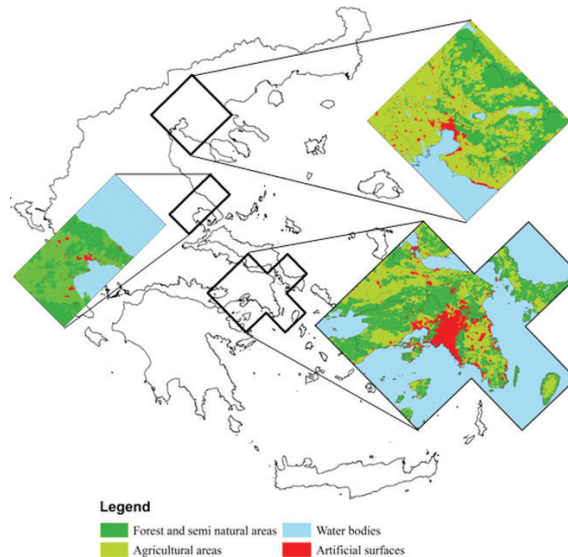 Legend
Forest and semi natural areas
Water bodies
Agricultural areas
Artificial surfaces